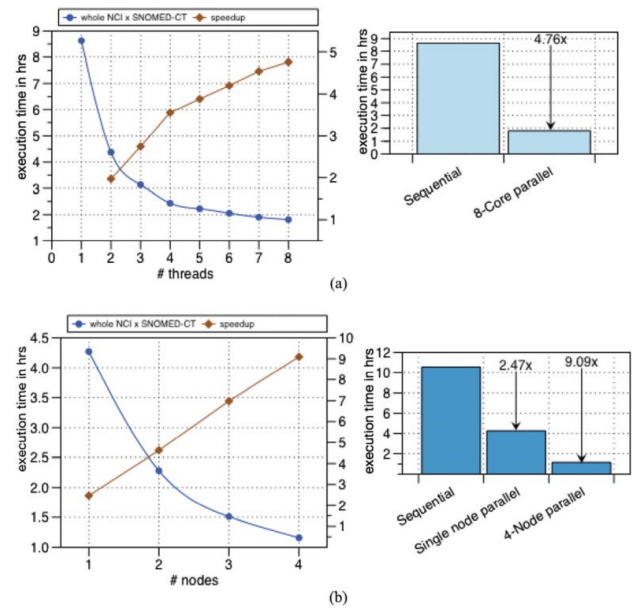 whole NCI x SNOMED-CT speedup
execution time in hrs
9
8
7
6
5
4
3
2
1
5
4
3
2
1
0 1 2 3 4 5 6 7 8
# threads
execution time in hrs
9
8
7
6
5
4
3
2
1
0
4.76x
Sequential
8-Core parallel
(a)
whole NCI x SNOMED-CT speedup
execution time in hrs
4.5
4.0
3.5
3.0
2.5
2.0
1.5
1.0
10
9
8
7
6
5
4
3
2
1
1 2 3 4
# nodes
execution time in hrs
12
10
8
6
4
2
2.47x
9.09x
Sequential
Single node parallel
4-Node parallel
(b)